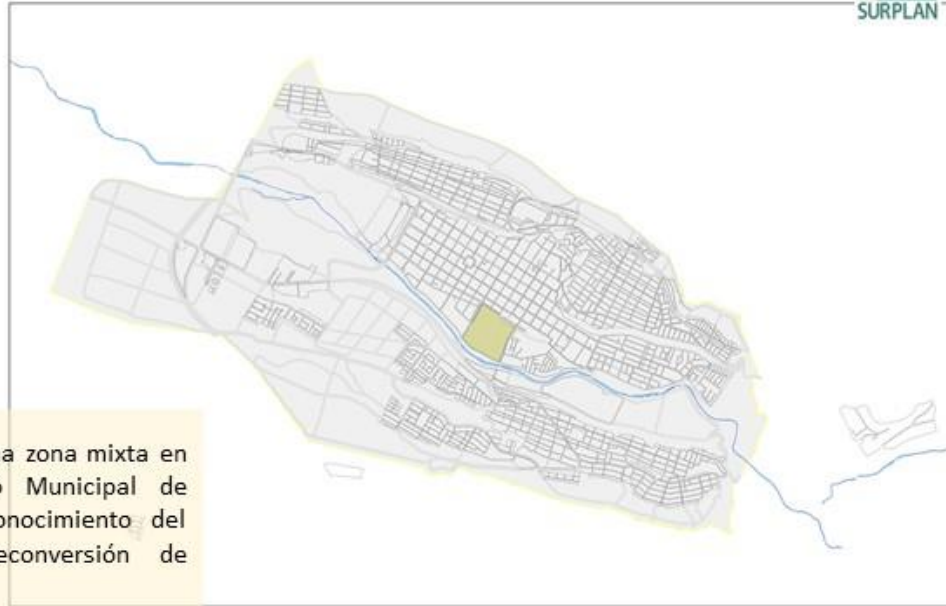 SURPLAN
a zona mixta en
Municipal de
onocimiento del
econversión de